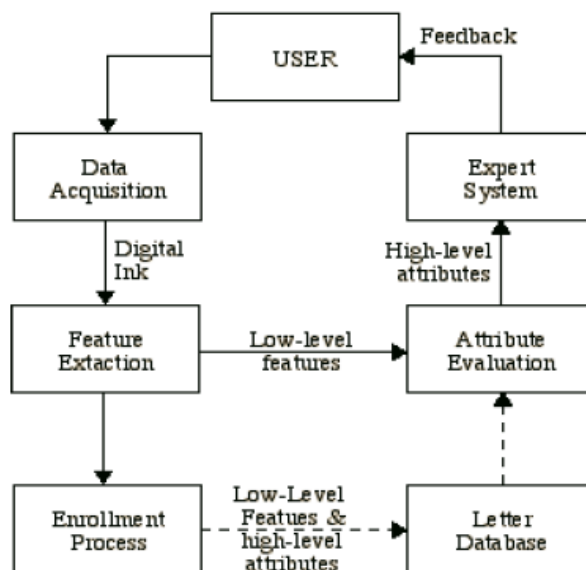 Feedback
USER
Data
Acquisition
Expert
System
Digital
Ink
High-level
attributes
Feature
Extaction
Low-level
features
Attribute
Evaluation
Enrollment
Process
Low-Level
Featues &
high-level
attributes
Letter
Database